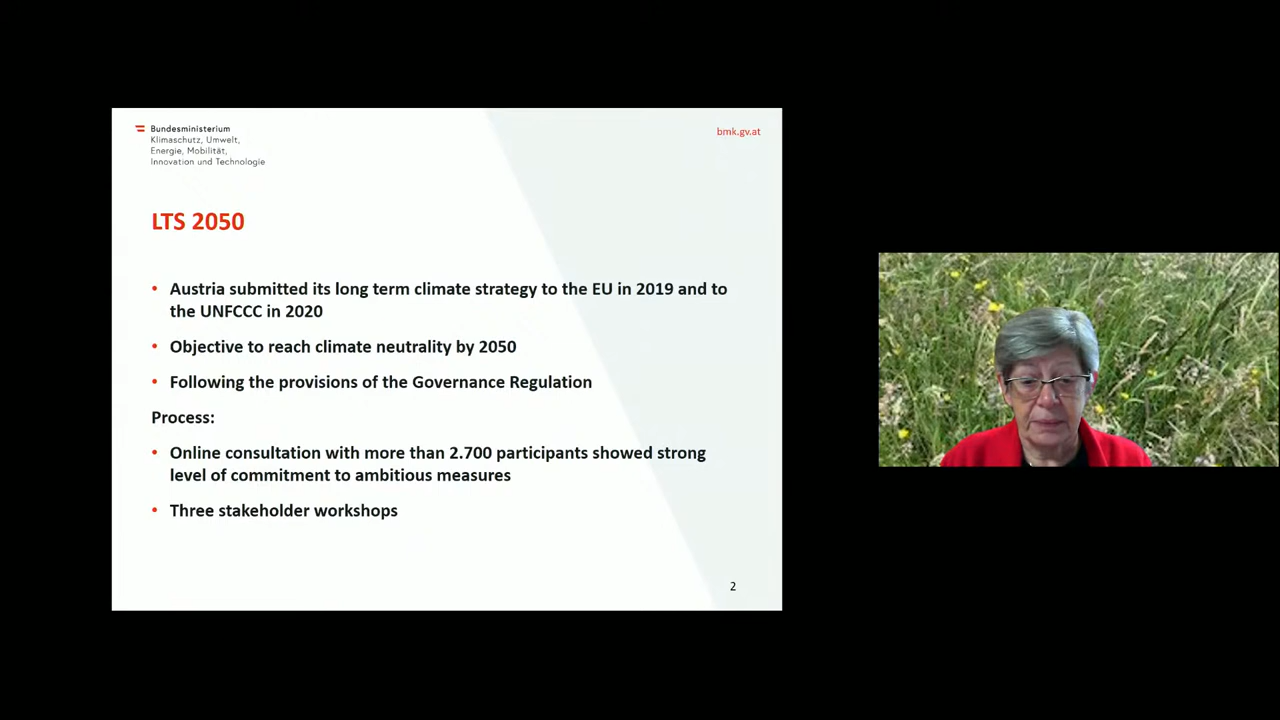 Bundesministerium
Klimaschutz, Umwelt,
Energie, Mobilität,
Innovation und Technologie
bmk.gv.at
LTS 2050
• Austria submitted its long term climate strategy to the EU in 2019 and to
the UNFCCC in 2020
• Objective to reach climate neutrality by 2050
• Following the provisions of the Governance Regulation
Process:
• Online consultation with more than 2.700 participants showed strong
level of commitment to ambitious measures
• Three stakeholder workshops
2